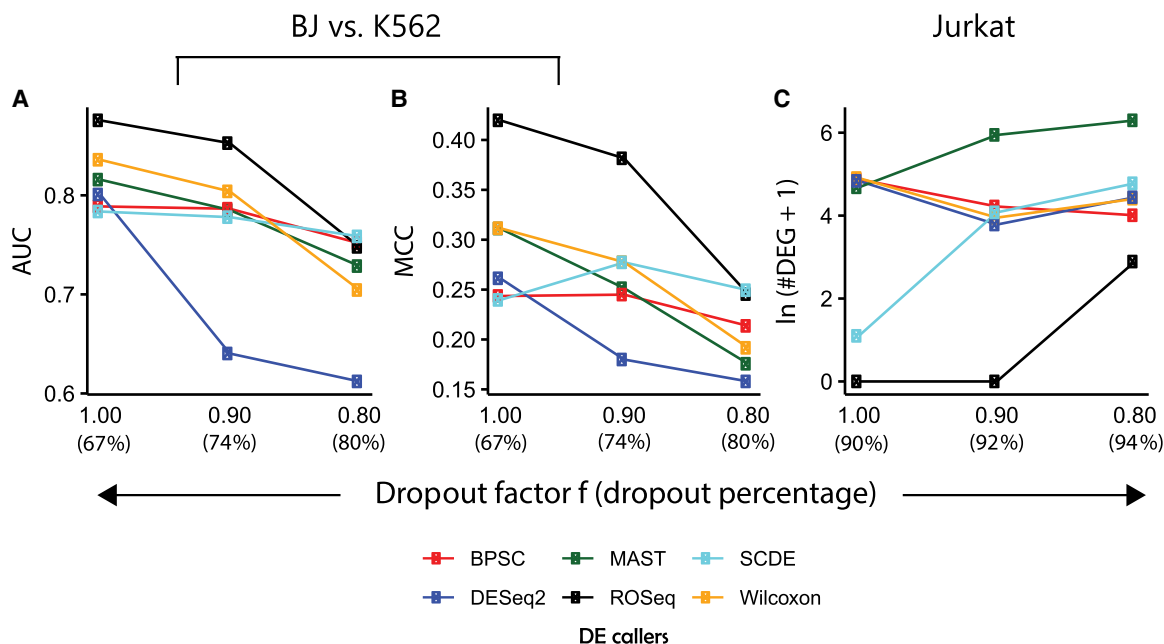 BJ vs. K562
Jurkat
A
AUC
0.8
0.7
0.6
1.00 0.90 0.80
(67%) (74%) (80%)
B
MCC
0.40
0.35
0.30
0.25
0.20
0.15
1.00 0.90 0.80
(67%) (74%) (80%)
C
ln (#DEG + 1)
6
4
2
0
1.00 0.90 0.80
(90%) (92%) (94%)
Dropout factor f (dropout percentage)
BPSC MAST SCDE
DESeq2 ROSeq Wilcoxon
DE callers